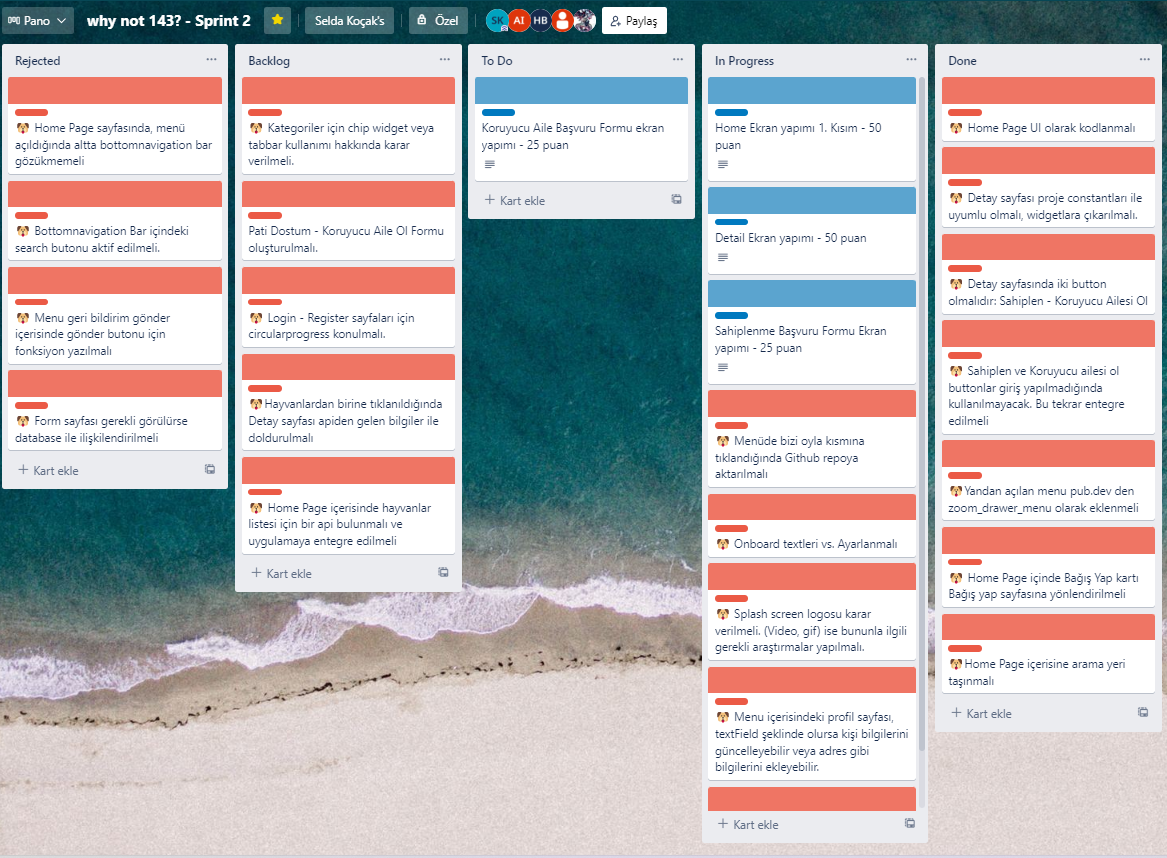 Pano
why not 143? - Sprint 2
Selda Koçak's
Özel
SK
AI
HB
Paylaş
Rejected
Home Page sayfasında, menü
açıldığında altta bottomnavigation bar
gözükmemeli
Bottomnavigation Bar içindeki
search butonu aktif edilmeli.
Menu geri bildirim gönder
içerisinde gönder butonu için
fonksiyon yazılmalı
Form sayfası gerekli görülürse
database ile ilişkilendirilmeli
Kart ekle
Backlog
Kategoriler için chip widget veya
tabbar kullanımı hakkında karar
verilmeli.
Pati Dostum - Koruyucu Aile Ol Formu
oluşturulmalı.
Login - Register sayfaları için
circularprogress konulmalı.
Hayvanlardan birine tıklanıldığında
Detay sayfası apiden gelen bilgiler ile
doldurulmalı
Home Page içerisinde hayvanlar
listesi için bir api bulunmalı ve
uygulamaya entegre edilmeli
Kart ekle
To Do
Koruyucu Aile Başvuru Formu ekran
yapımı - 25 puan
Kart ekle
In Progress
Home Ekran yapımı 1. Kısım - 50
puan
Detail Ekran yapımı - 50 puan
Sahiplenme Başvuru Formu Ekran
yapımı - 25 puan
Menüde bizi oyla kısmına
tıklandığında Github repoya
aktarılmalı
Onboard textleri vs. Ayarlanmalı
Splash screen logosu karar
verilmeli. (Video, gif) ise bununla ilgili
gerekli araştırmalar yapılmalı.
Menu içerisindeki profil sayfası,
textField şeklinde olursa kişi bilgilerini
güncelleyebilir veya adres gibi
bilgilerini ekleyebilir.
Kart ekle
Done
Home Page UI olarak kodlanmalı
Detay sayfası proje constantları ile
uyumlu olmalı, widgetlara çıkarılmalı.
Detay sayfasında iki button
olmalıdır: Sahiplen - Koruyucu Ailesi Ol
Sahiplen ve Koruyucu ailesi ol
buttonlar giriş yapılmadığında
kullanılmayacak. Bu tekrar entegre
edilmeli
Yandan açılan menu pub.dev den
zoom_drawer_menu olarak eklenmeli
Home Page içinde Bağış Yap kartı
Bağış yap sayfasına yönlendirilmeli
Home Page içerisine arama yeri
taşınmalı
Kart ekle